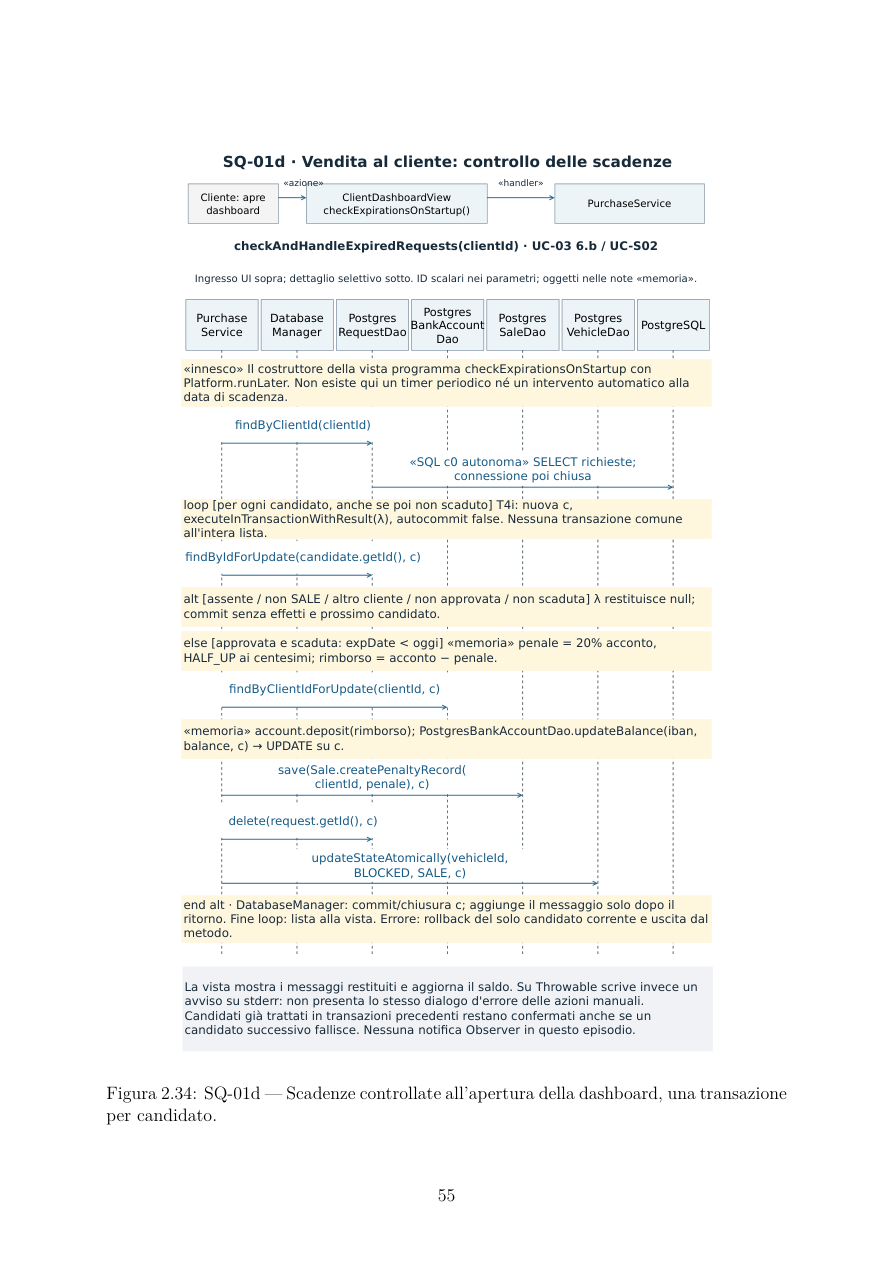 SQ-01d · Vendita al cliente: controllo delle scadenze
«azione»
«handler»
Cliente: apre
dashboard
ClientDashboardView
checkExpirationsOnStartup()
PurchaseService
checkAndHandleExpiredRequests(clientId) · UC-03 6.b / UC-S02
Ingresso UI sopra; dettaglio selettivo sotto. ID scalari nei parametri; oggetti nelle note «memoria».
Purchase
Service
Database
Manager
Postgres
RequestDao
Postgres
BankAccount
Dao
Postgres
SaleDao
Postgres
VehicleDao
PostgreSQL
«innesco» Il costruttore della vista programma checkExpirationsOnStartup con
Platform.runLater. Non esiste qui un timer periodico né un intervento automatico alla
data di scadenza.
findByClientId(clientId)
«SQL c0 autonoma» SELECT richieste;
connessione poi chiusa
loop [per ogni candidato, anche se poi non scaduto] T4i: nuova c,
executeInTransactionWithResult(λ), autocommit false. Nessuna transazione comune
all'intera lista.
findByIdForUpdate(candidate.getId(), c)
alt [assente / non SALE / altro cliente / non approvata / non scaduta] λ restituisce null;
commit senza effetti e prossimo candidato.
else [approvata e scaduta: expDate < oggi] «memoria» penale = 20% acconto,
HALF_UP ai centesimi; rimborso = acconto − penale.
findByClientIdForUpdate(clientId, c)
«memoria» account.deposit(rimborso); PostgresBankAccountDao.updateBalance(iban,
balance, c) → UPDATE su c.
save(Sale.createPenaltyRecord(
clientId, penale), c)
delete(request.getId(), c)
updateStateAtomically(vehicleId,
BLOCKED, SALE, c)
end alt · DatabaseManager: commit/chiusura c; aggiunge il messaggio solo dopo il
ritorno. Fine loop: lista alla vista. Errore: rollback del solo candidato corrente e uscita dal
metodo.
La vista mostra i messaggi restituiti e aggiorna il saldo. Su Throwable scrive invece un
avviso su stderr: non presenta lo stesso dialogo d'errore delle azioni manuali.
Candidati già trattati in transazioni precedenti restano confermati anche se un
candidato successivo fallisce. Nessuna notifica Observer in questo episodio.
Figura 2.34: SQ-01d — Scadenze controllate all'apertura della dashboard, una transazione
per candidato.
55